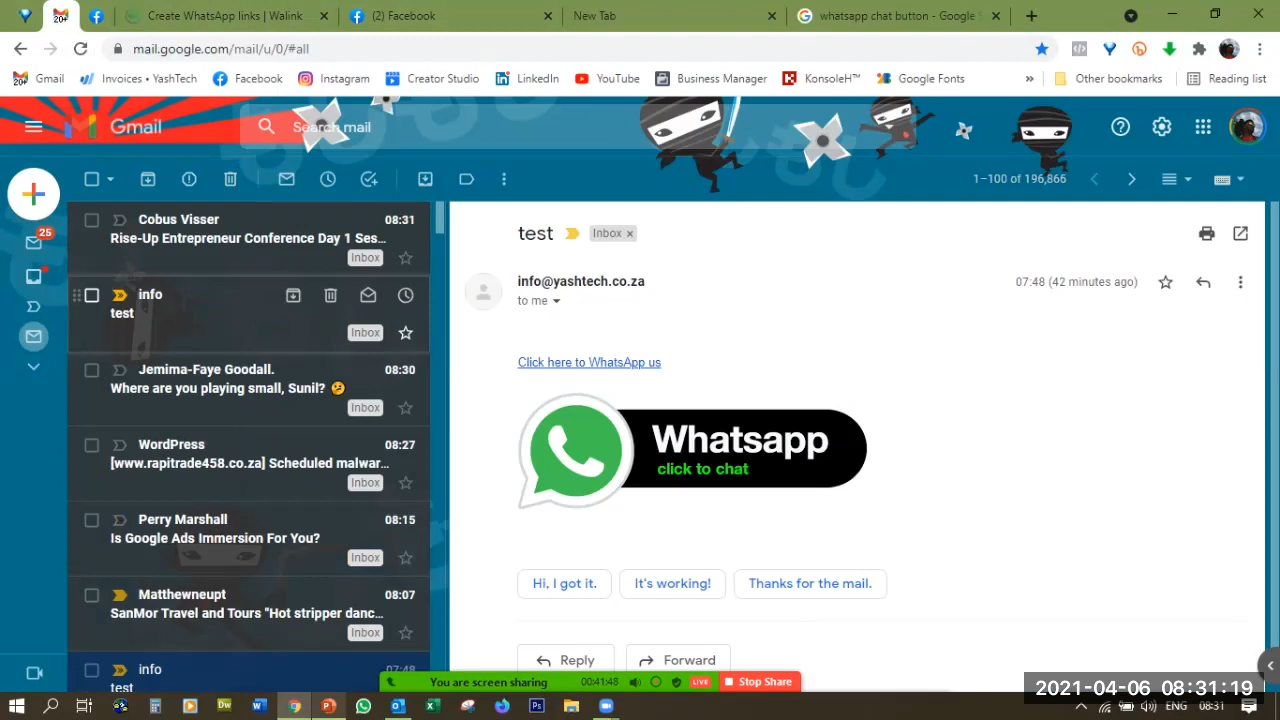 20+
Create WhatsApp links | Walink
(2) Facebook
New Tab
whatsapp chat button - Google
mail.google.com/mail/u/0/#all
Gmail
Invoices • YashTech
Facebook
Instagram
Creator Studio
LinkedIn
YouTube
Business Manager
KonsoleH™
Google Fonts
Other bookmarks
Reading list
Gmail
Search mail
1–100 of 196,866
25
Cobus Visser
08:31
Rise-Up Entrepreneur Conference Day 1 Ses...
Inbox
info
test
Inbox
Jemima-Faye Goodall.
08:30
Where are you playing small, Sunil?
Inbox
WordPress
08:27
[www.rapitrade458.co.za] Scheduled malwar...
Inbox
Perry Marshall
08:15
Is Google Ads Immersion For You?
Inbox
Matthewneupt
08:07
SanMor Travel and Tours "Hot stripper danc...
Inbox
info
07:48
test
test
Inbox ×
info@yashtech.co.za
07:48 (42 minutes ago)
to me
Click here to WhatsApp us
Whatsapp
click to chat
Hi, I got it.
It's working!
Thanks for the mail.
Reply
Forward
You are screen sharing
00:41:48
LIVE
Stop Share
2021-04-06 08:31:19
ENG
08:31